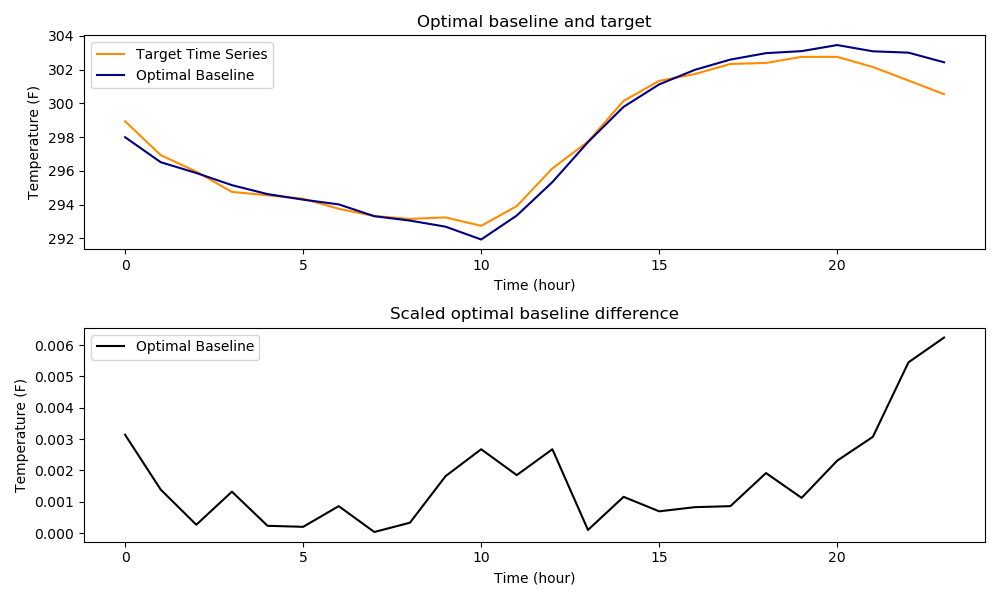 Optimal baseline and target
304
302
300
298
296
294
292
Temperature (F)
Target Time Series
Optimal Baseline
0
5
10
15
20
Time (hour)
Scaled optimal baseline difference
0.006
0.005
0.004
0.003
0.002
0.001
0.000
Temperature (F)
Optimal Baseline
0
5
10
15
20
Time (hour)